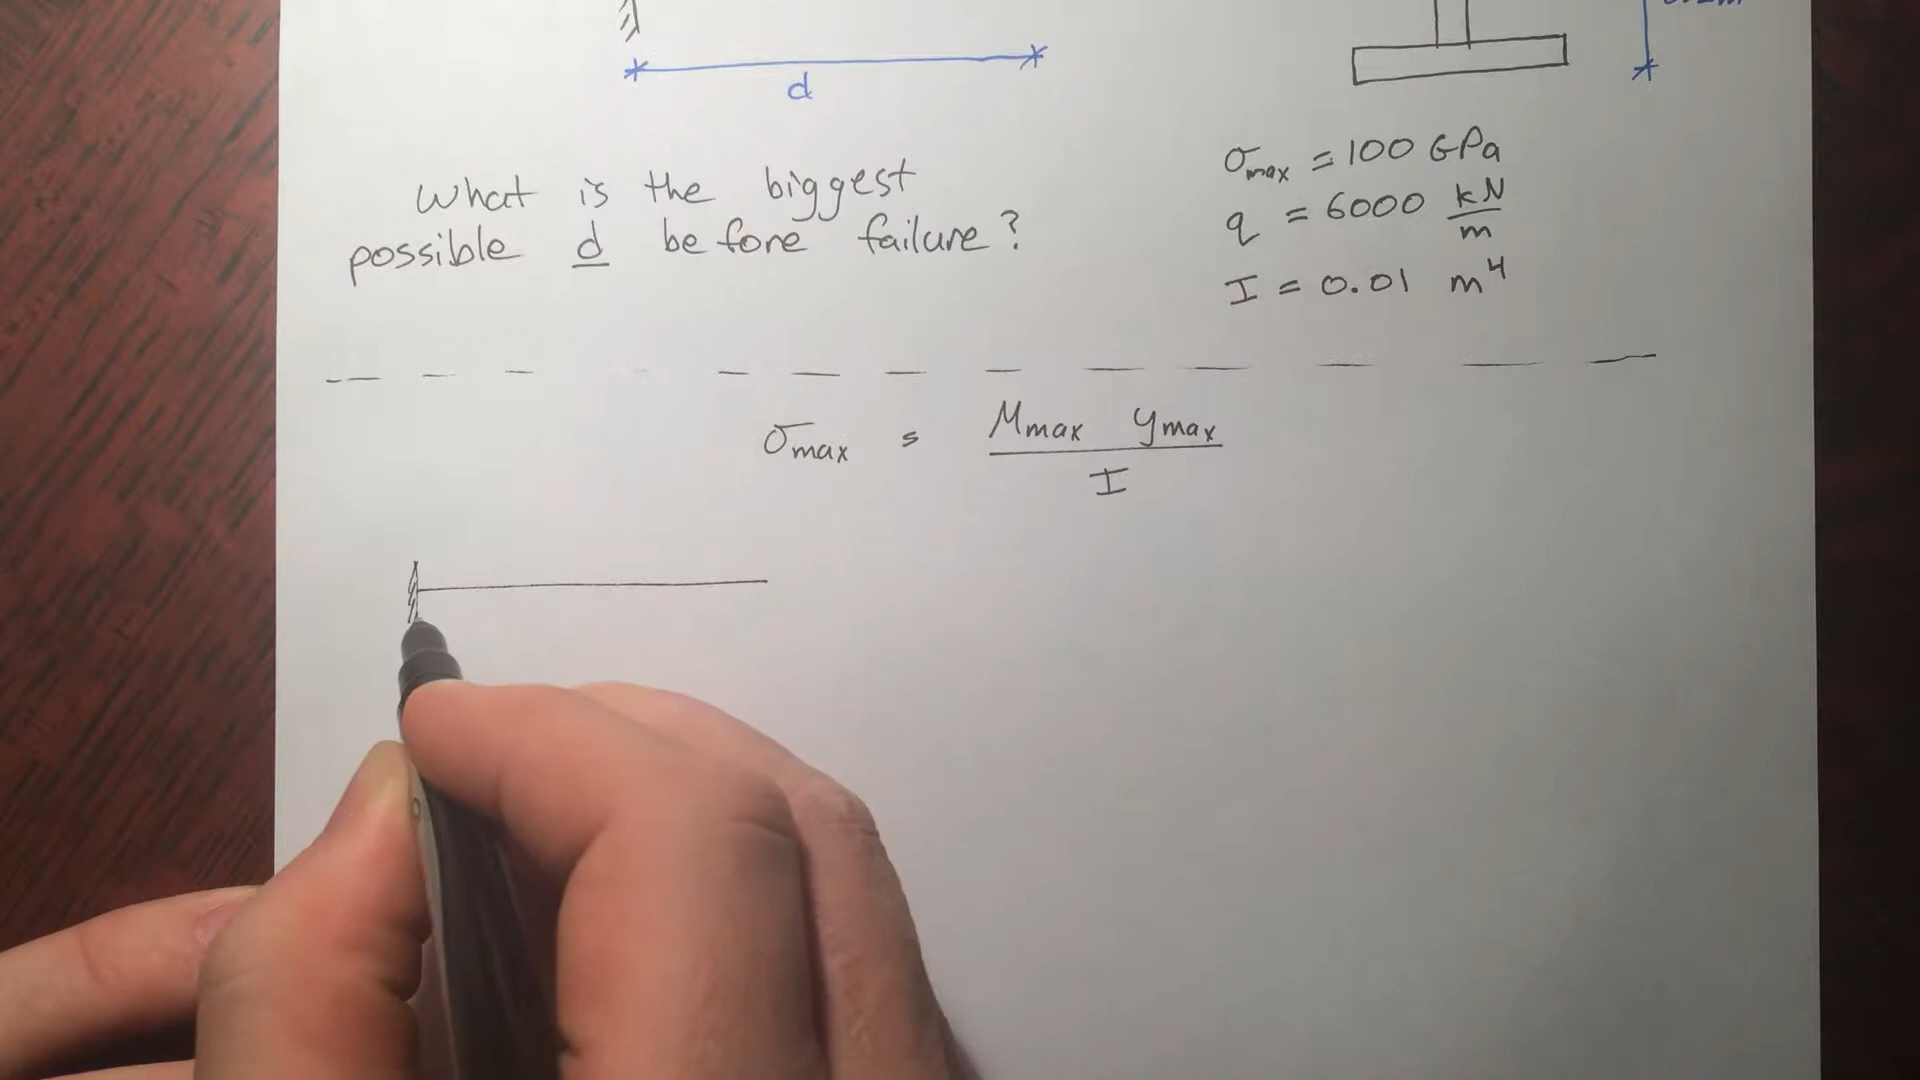 d
What is the biggest
possible d before failure?
σmax = 100 GPa
q = 6000 kN/m
I = 0.01 m⁴
σmax = Mmax ymax / I